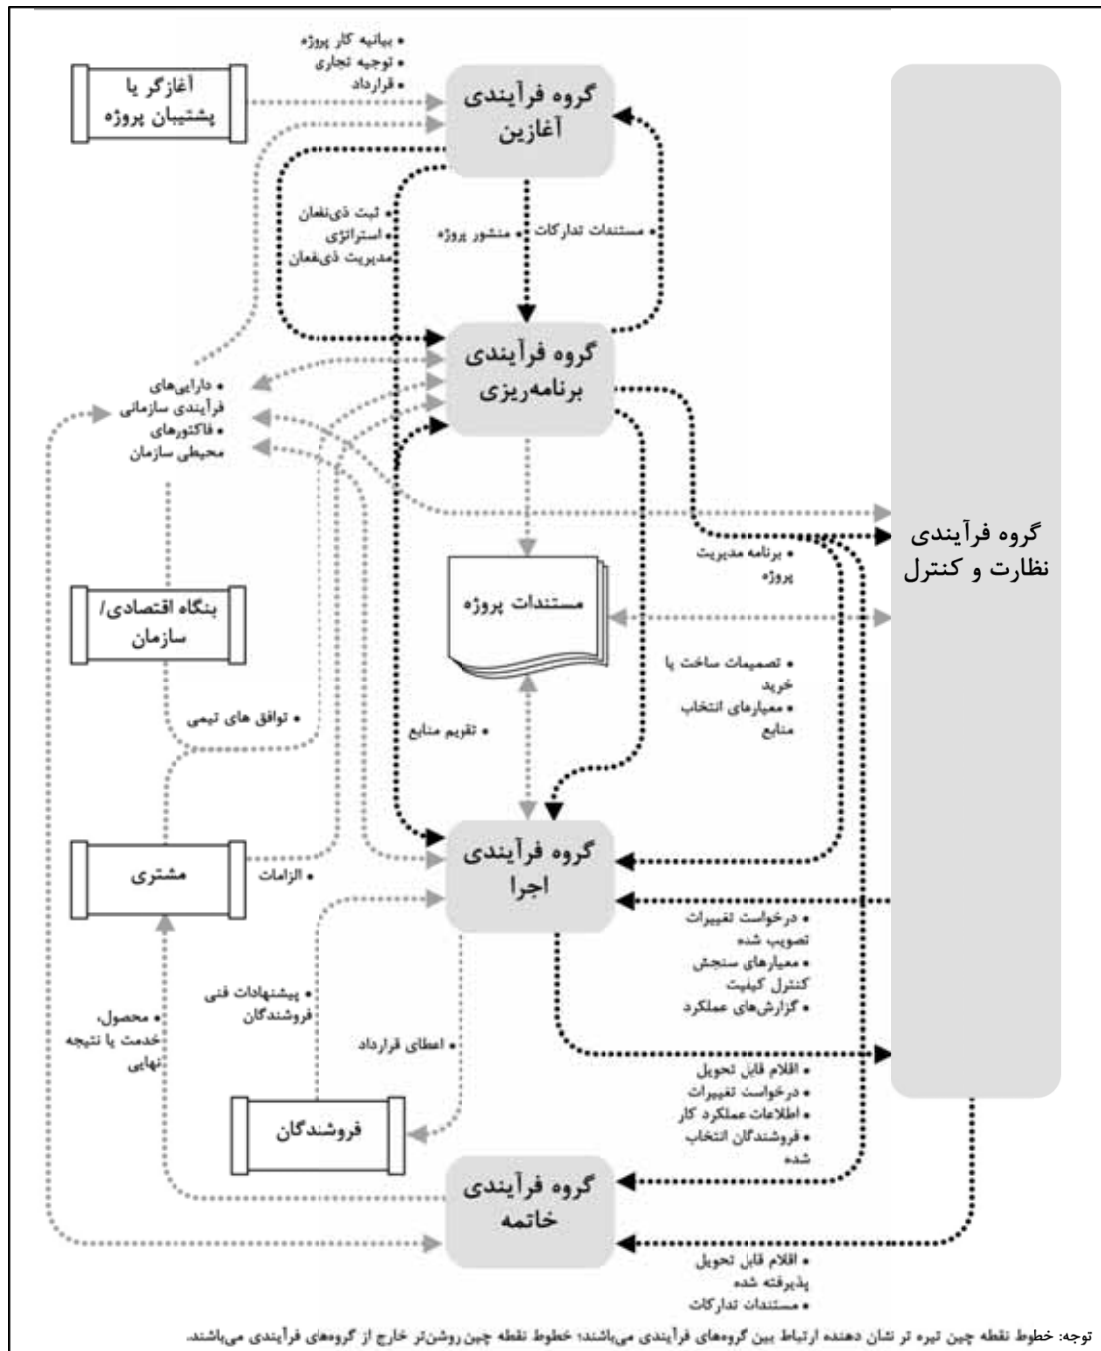 • بیانیه کار پروژه
• توجیه تجاری
• قرارداد
آغازگر یا
پشتیبان پروژه
گروه فرآیندی
آغازین
• ثبت ذی‌نفعان
• استراتژی
مدیریت ذی‌نفعان
• منشور پروژه
• مستندات تدارکات
گروه فرآیندی
برنامه‌ریزی
• دارایی‌های
فرآیندی سازمانی
• فاکتورهای
محیطی سازمان
گروه فرآیندی
نظارت و کنترل
• برنامه مدیریت
پروژه
بنگاه اقتصادی/
سازمان
مستندات پروژه
• تصمیمات ساخت یا
خرید
• معیارهای انتخاب
منابع
• توافق های تیمی
• تقریم منابع
گروه فرآیندی
اجرا
مشتری
• الزامات
• درخواست تغییرات
تصویب شده
• معیارهای سنجش
کنترل کیفیت
• گزارش‌های عملکرد
• پیشنهادات فنی
فروشندگان
• محصول،
خدمت یا نتیجه
نهایی
• اعطای قرارداد
• اقلام قابل تحویل
• درخواست تغییرات
• اطلاعات عملکرد کار
• فروشندگان انتخاب
شده
فروشندگان
گروه فرآیندی
خاتمه
• اقلام قابل تحویل
پذیرفته شده
• مستندات تدارکات
توجه: خطوط نقطه چین تیره تر نشان دهنده ارتباط بین گروه‌های فرآیندی می‌باشند؛ خطوط نقطه چین روشن‌تر خارج از گروه‌های فرآیندی می‌باشند.